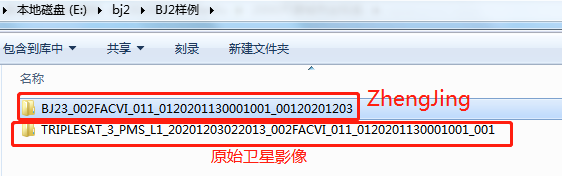 本地磁盘 (E:) ▸ bj2 ▸ BJ2样例 ▸
包含到库中 共享 刻录 新建文件夹
名称
BJ23_002FACVI_011_0120201130001001_00120201203
ZhengJing
TRIPLESAT_3_PMS_L1_20201203022013_002FACVI_011_0120201130001001_001
原始卫星影像